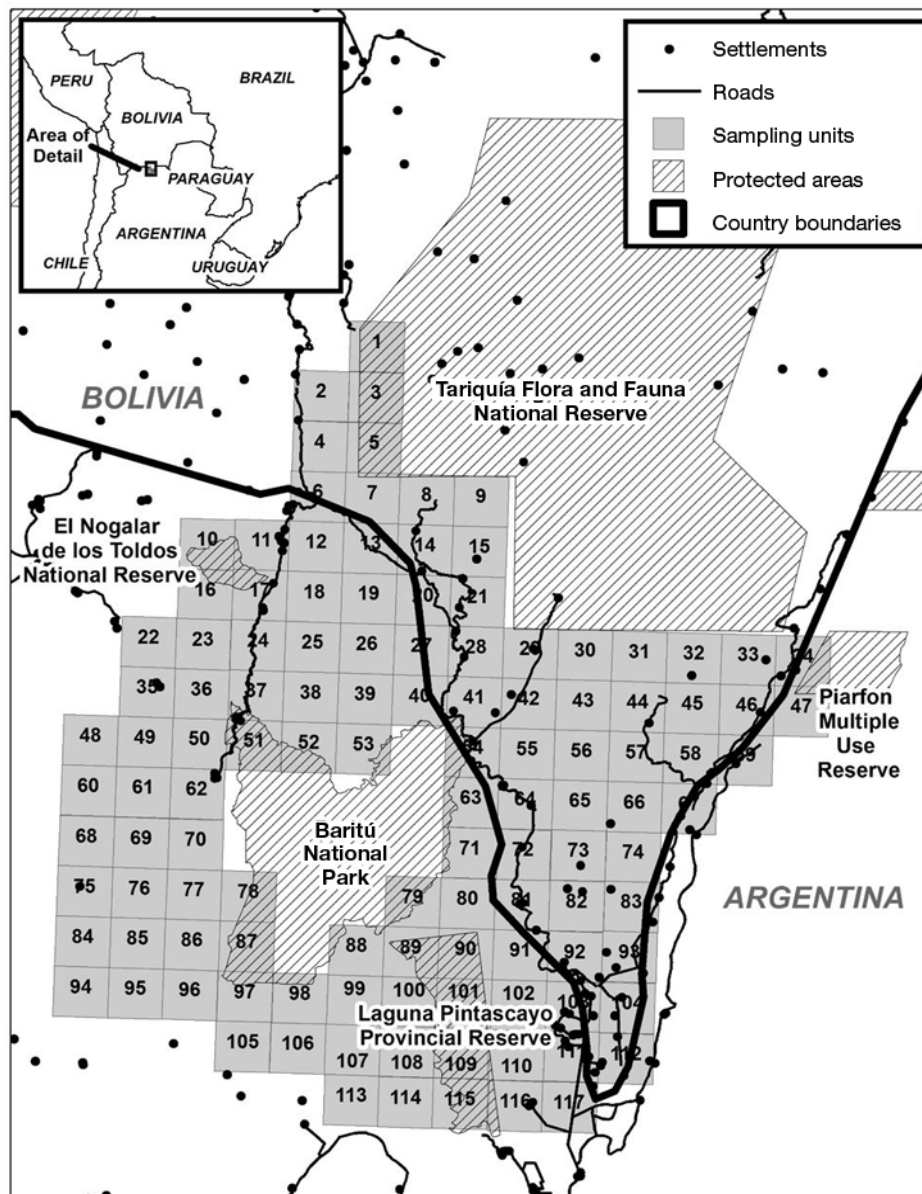 PERU
BRAZIL
BOLIVIA
Area of
Detail
PARAGUAY
ARGENTINA
CHILE
URUGUAY
Settlements
Roads
Sampling units
Protected areas
Country boundaries
BOLIVIA
Tariquía Flora and Fauna
National Reserve
El Nogalar
de los Toldos
National Reserve
Piarfon
Multiple
Use
Reserve
Baritú
National
Park
ARGENTINA
Laguna Pintascayo
Provincial Reserve
1
2 3
4 5
6 7 8 9
10 11 12 13 14 15
16 17 18 19 20 21
22 23 24 25 26 27 28 29 30 31 32 33 34
35 36 37 38 39 40 41 42 43 44 45 46 47
48 49 50 51 52 53 54 55 56 57 58 59
60 61 62 63 64 65 66
68 69 70 71 72 73 74
75 76 77 78 79 80 81 82 83
84 85 86 87 88 89 90 91 92 93
94 95 96 97 98 99 100 101 102 103 104
105 106 107 108 109 110 112
113 114 115 116 117